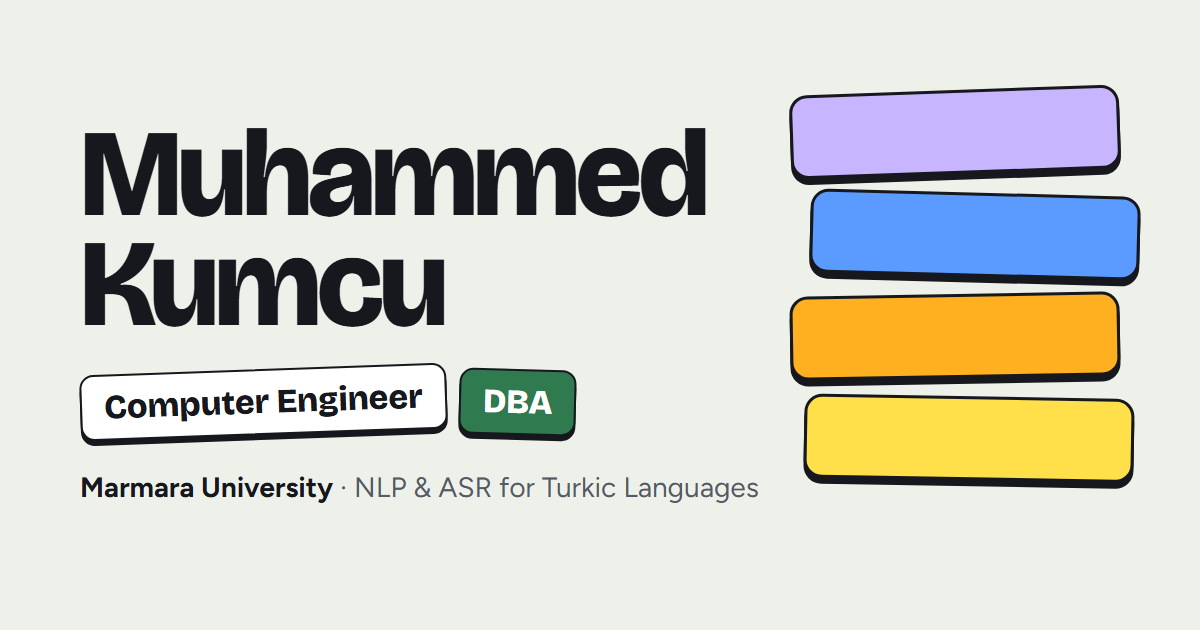 Muhammed
Kumcu
Computer Engineer
DBA
Marmara University · NLP & ASR for Turkic Languages